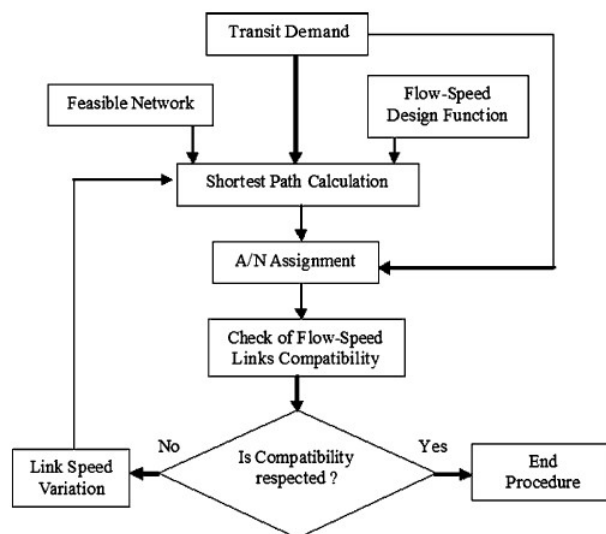 Transit Demand
Feasible Network
Flow-Speed
Design Function
Shortest Path Calculation
A/N Assignment
Check of Flow-Speed
Links Compatibility
No
Yes
Is Compatibility
respected ?
Link Speed
Variation
End
Procedure